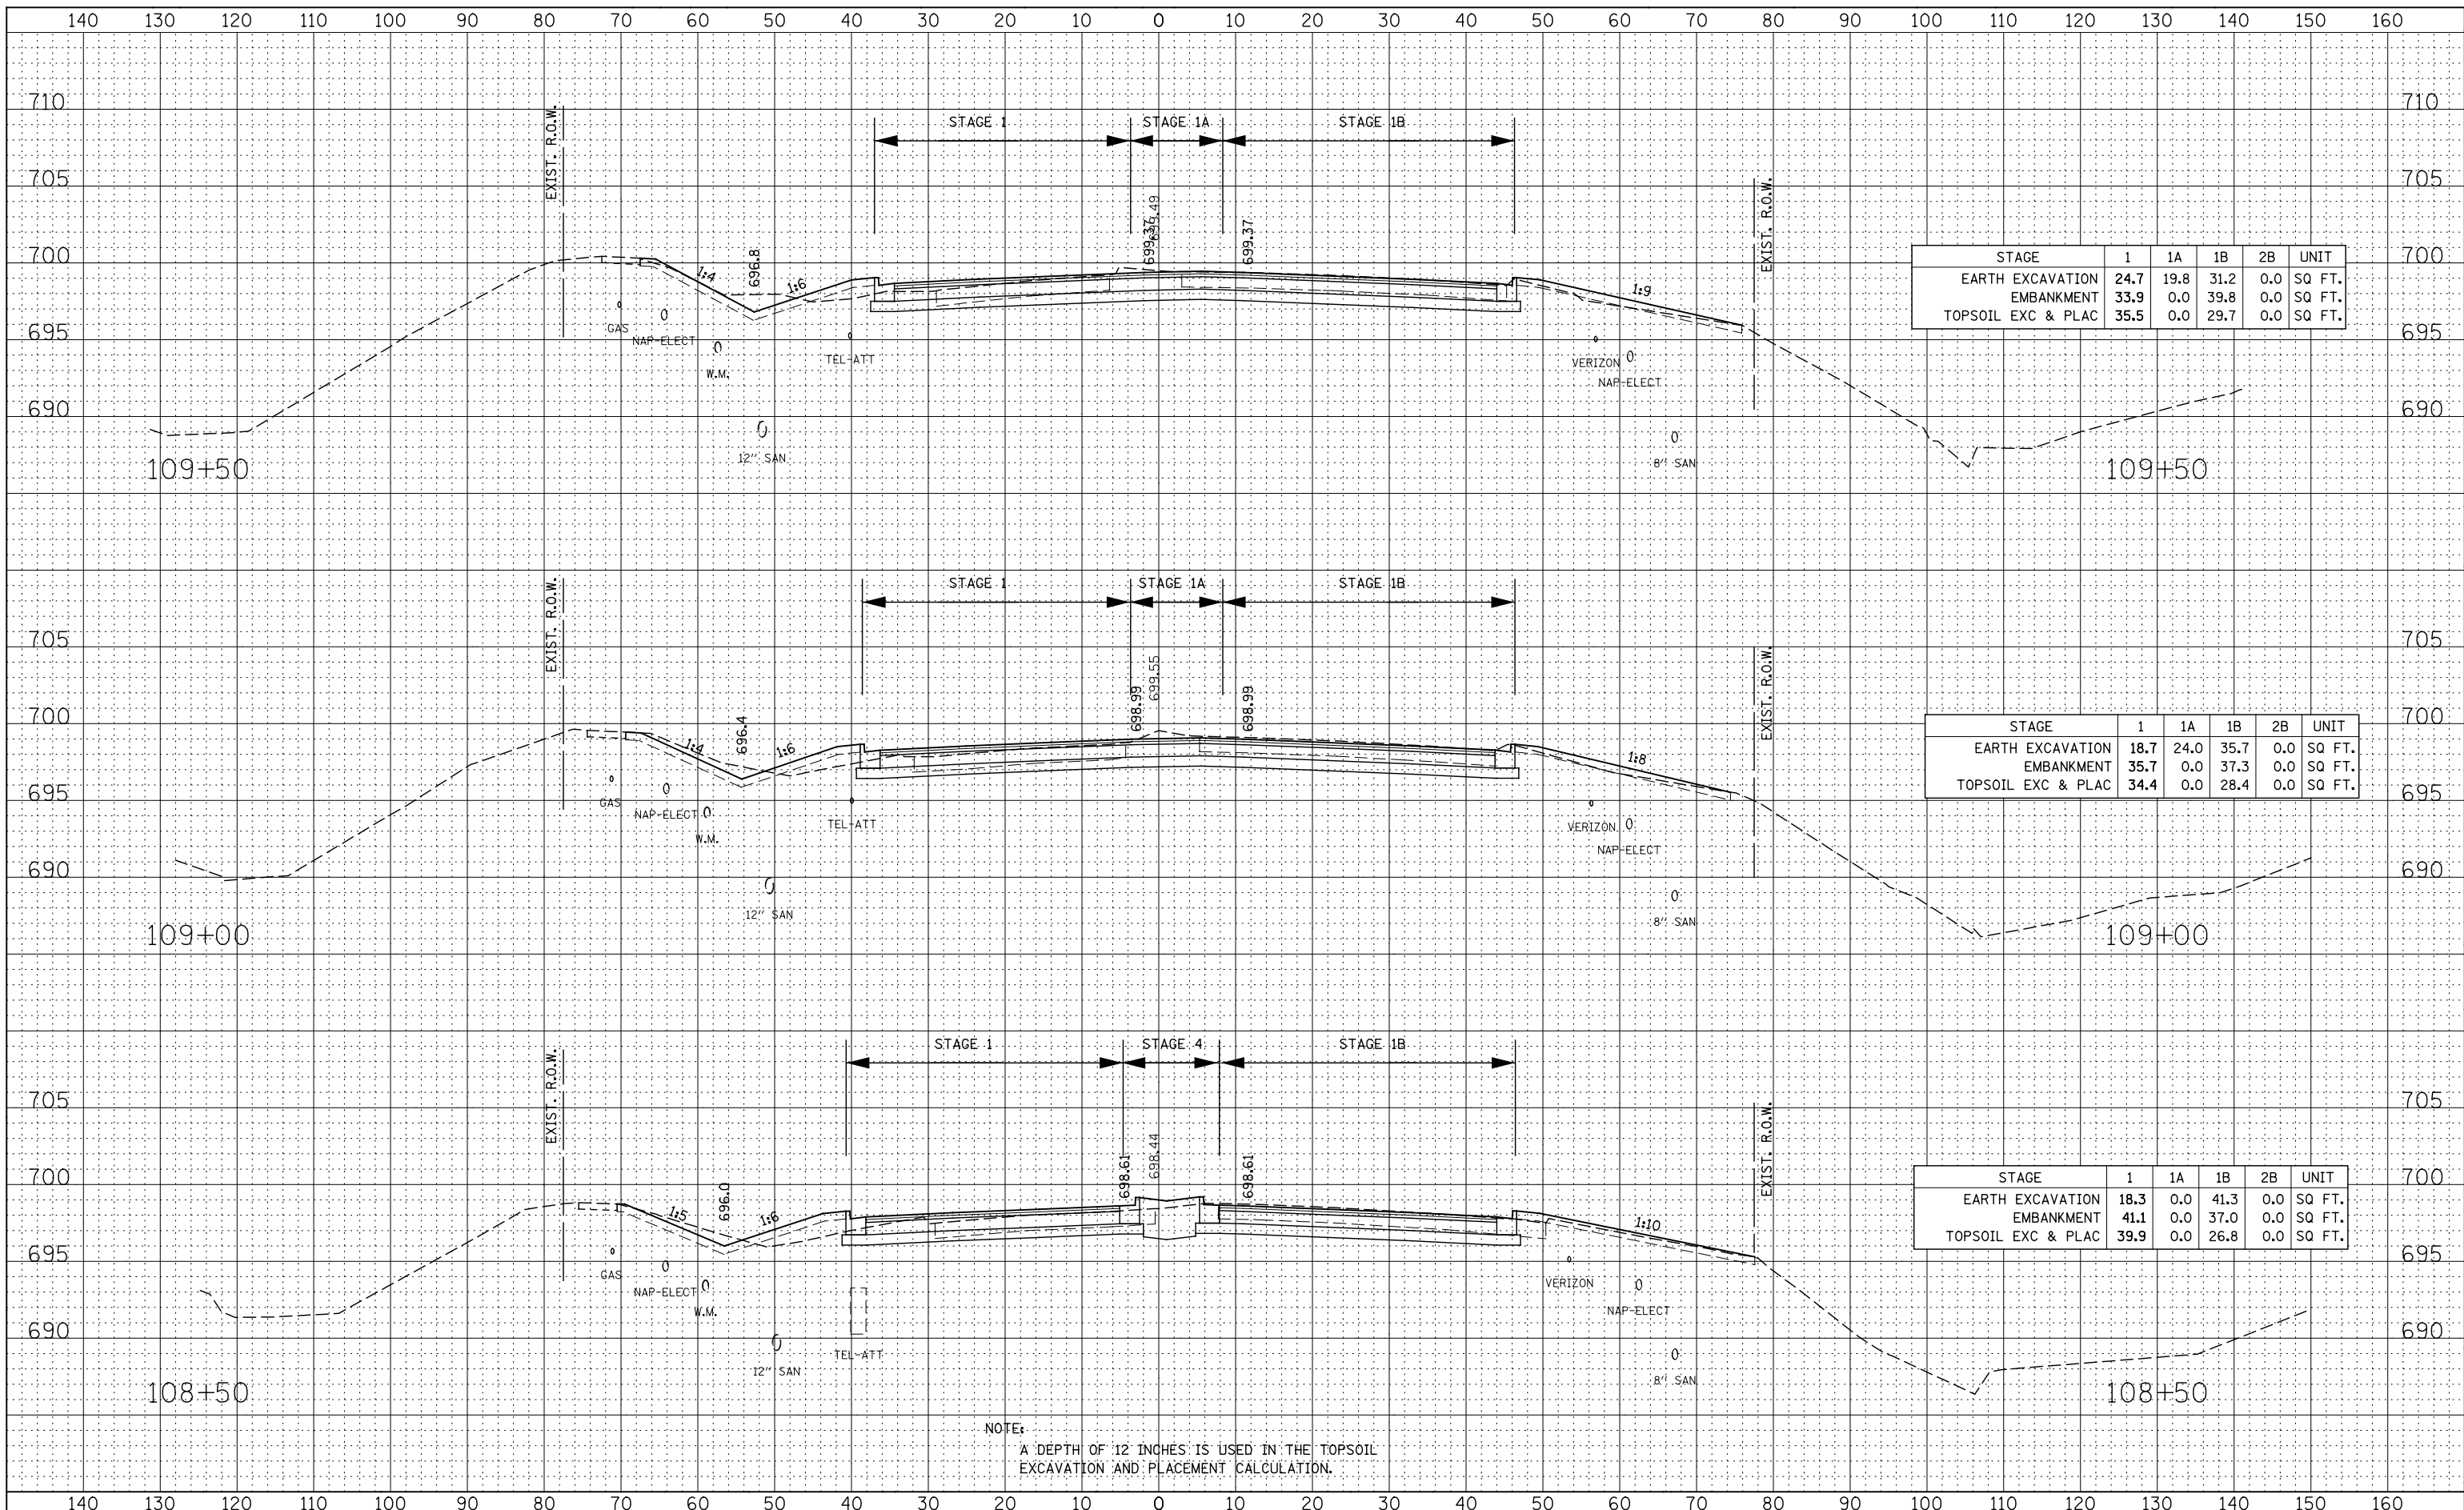 140 130 120 110 100 90 80 70 60 50 40 30 20 10 0 10 20 30 40 50 60 70 80 90 100 110 120 130 140 150 160
710 710
EXIST. R.O.W.
STAGE 1 STAGE 1A STAGE 1B
705 705
EXIST. R.O.W.
699.37 699.49 699.37
700 700
1:4 696.8 1:6 1:9
STAGE 1 1A 1B 2B UNIT
EARTH EXCAVATION 24.7 19.8 31.2 0.0 SQ FT.
EMBANKMENT 33.9 0.0 39.8 0.0 SQ FT.
TOPSOIL EXC & PLAC 35.5 0.0 29.7 0.0 SQ FT.
695 695
GAS
NAP-ELECT
W.M.
TEL-ATT
VERIZON
NAP-ELECT
690 690
12" SAN
8" SAN
109+50 109+50
EXIST. R.O.W.
STAGE 1 STAGE 1A STAGE 1B
705 705
EXIST. R.O.W.
698.99 699.55 698.99
700 700
1:4 696.4 1:6 1:8
STAGE 1 1A 1B 2B UNIT
EARTH EXCAVATION 18.7 24.0 35.7 0.0 SQ FT.
EMBANKMENT 35.7 0.0 37.3 0.0 SQ FT.
TOPSOIL EXC & PLAC 34.4 0.0 28.4 0.0 SQ FT.
695 695
GAS
NAP-ELECT
W.M.
TEL-ATT
VERIZON
NAP-ELECT
690 690
12" SAN
8" SAN
109+00 109+00
EXIST. R.O.W.
STAGE 1 STAGE 4 STAGE 1B
705 705
EXIST. R.O.W.
698.61 698.44 698.61
700 700
1:5 696.0 1:6 1:10
STAGE 1 1A 1B 2B UNIT
EARTH EXCAVATION 18.3 0.0 41.3 0.0 SQ FT.
EMBANKMENT 41.1 0.0 37.0 0.0 SQ FT.
TOPSOIL EXC & PLAC 39.9 0.0 26.8 0.0 SQ FT.
695 695
GAS
NAP-ELECT
W.M.
VERIZON
NAP-ELECT
690 690
12" SAN
TEL-ATT
8" SAN
108+50 108+50
NOTE:
A DEPTH OF 12 INCHES IS USED IN THE TOPSOIL
EXCAVATION AND PLACEMENT CALCULATION.
140 130 120 110 100 90 80 70 60 50 40 30 20 10 0 10 20 30 40 50 60 70 80 90 100 110 120 130 140 150 160